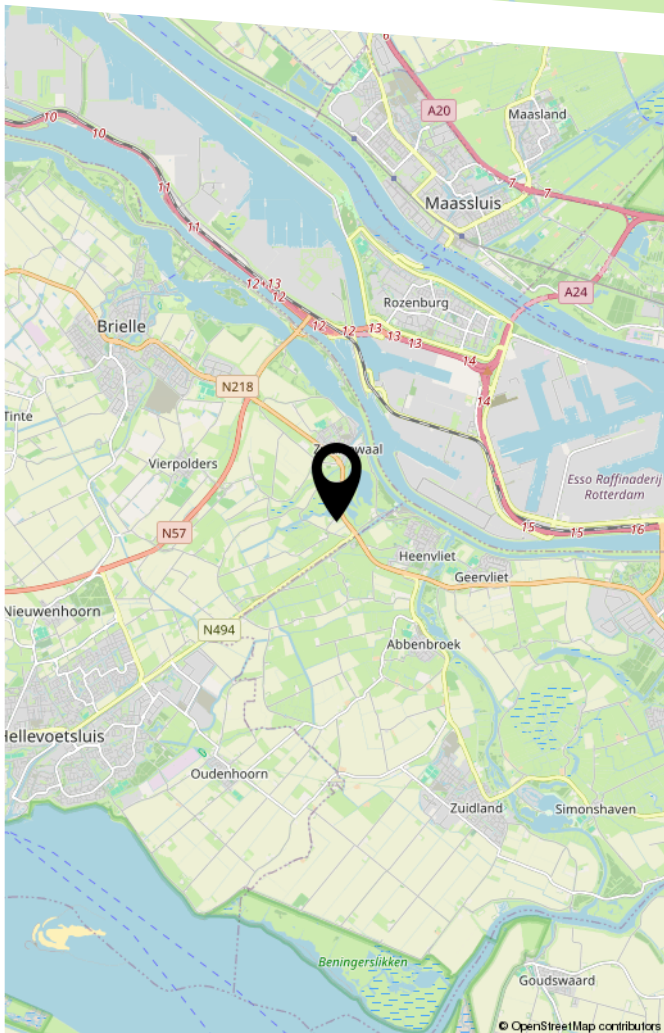 6
10
A20
Maasland
10
7
7
11
Maassluis
11
12+13
A24
12
Rozenburg
Brielle
12
12
13
13
13
14
N218
14
Tinte
Vierpolders
Esso Raffinaderij
Rotterdam
N57
15
15
16
Heenvliet
Geervliet
Nieuwenhoorn
N494
Abbenbroek
Hellevoetsluis
Oudenhoorn
Zuidland
Simonshaven
Beningerslikken
Goudswaard
© OpenStreetMap contributors